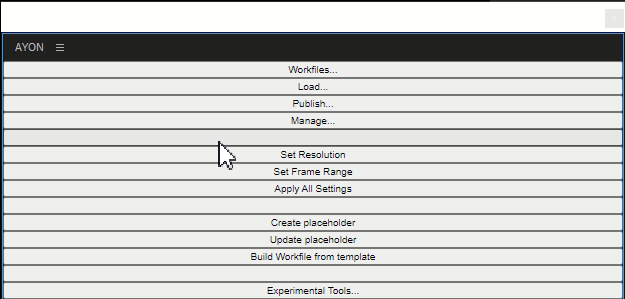 AYON ☰
Workfiles...
Load...
Publish...
Manage...
Set Resolution
Set Frame Range
Apply All Settings
Create placeholder
Update placeholder
Build Workfile from template
Experimental Tools...